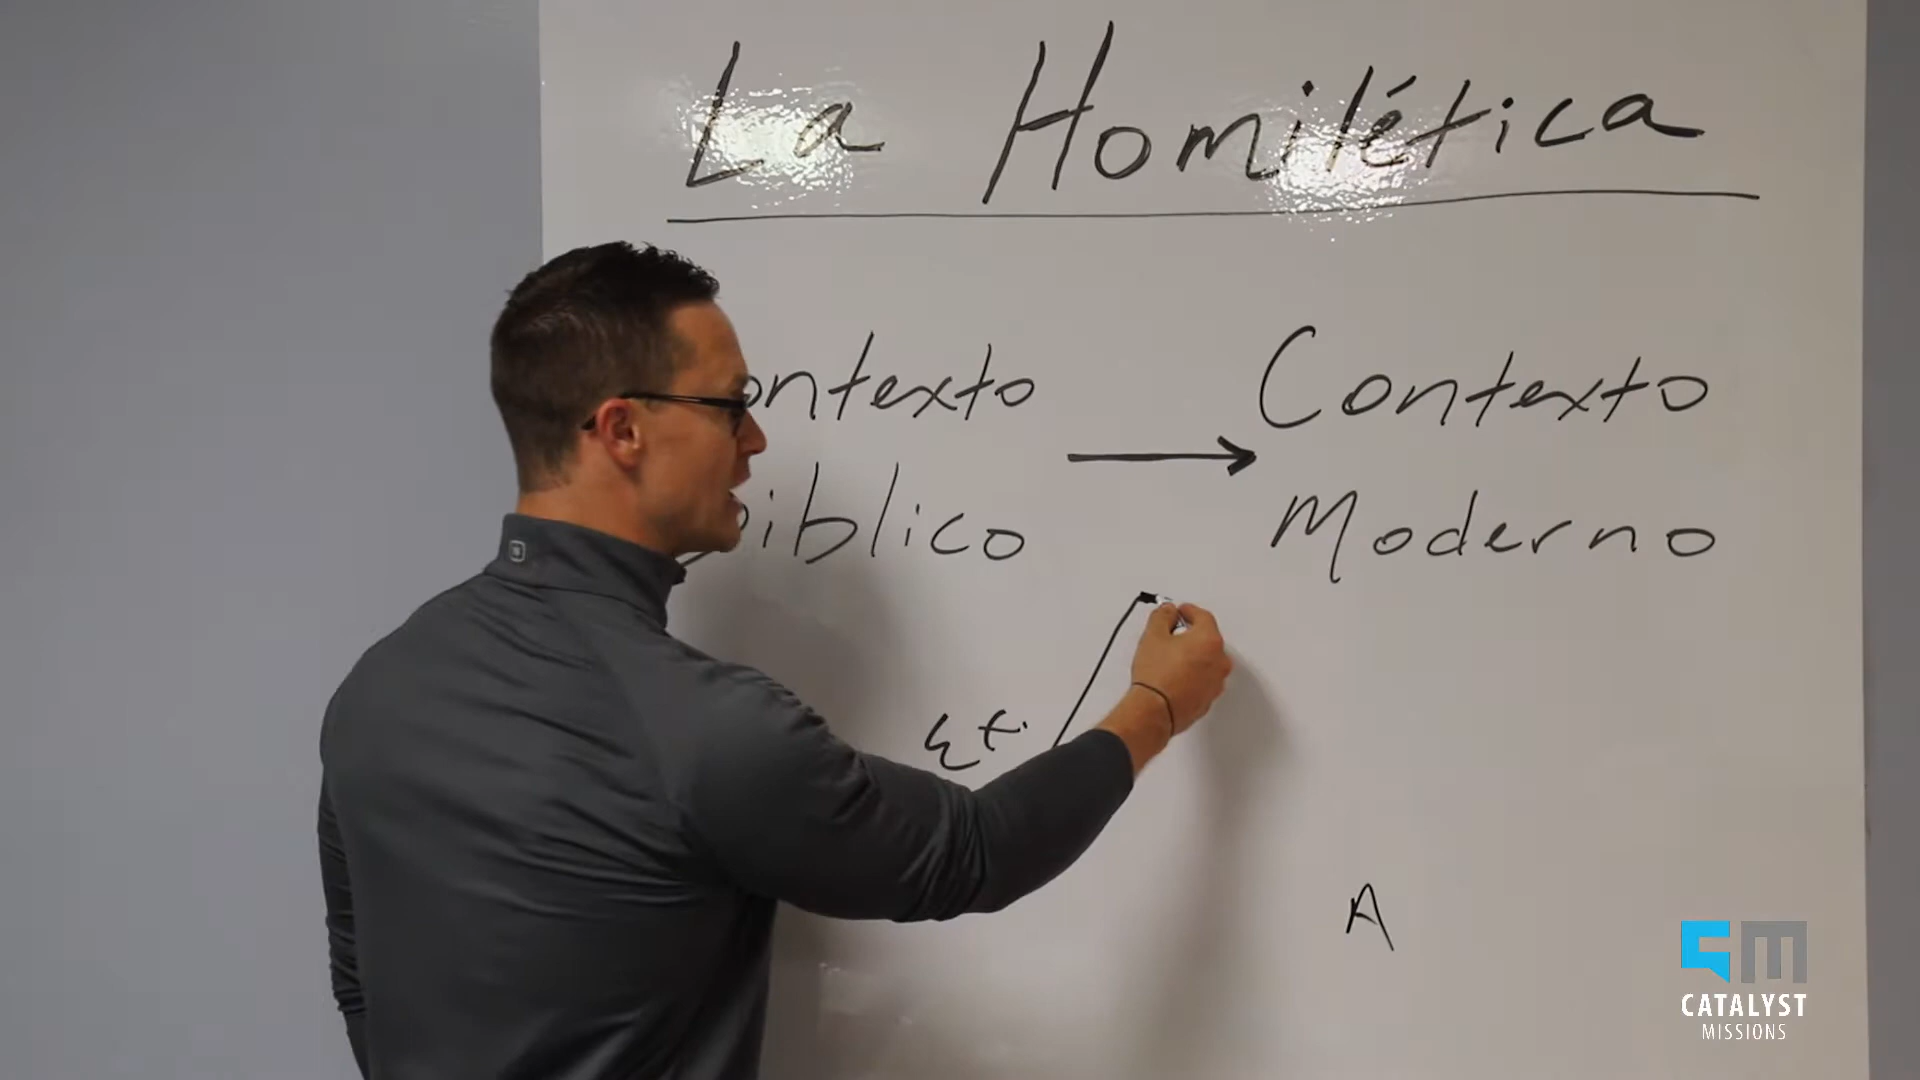 La Homilética
ontexto
Contexto
iblico
Moderno
A
CATALYST
MISSIONS